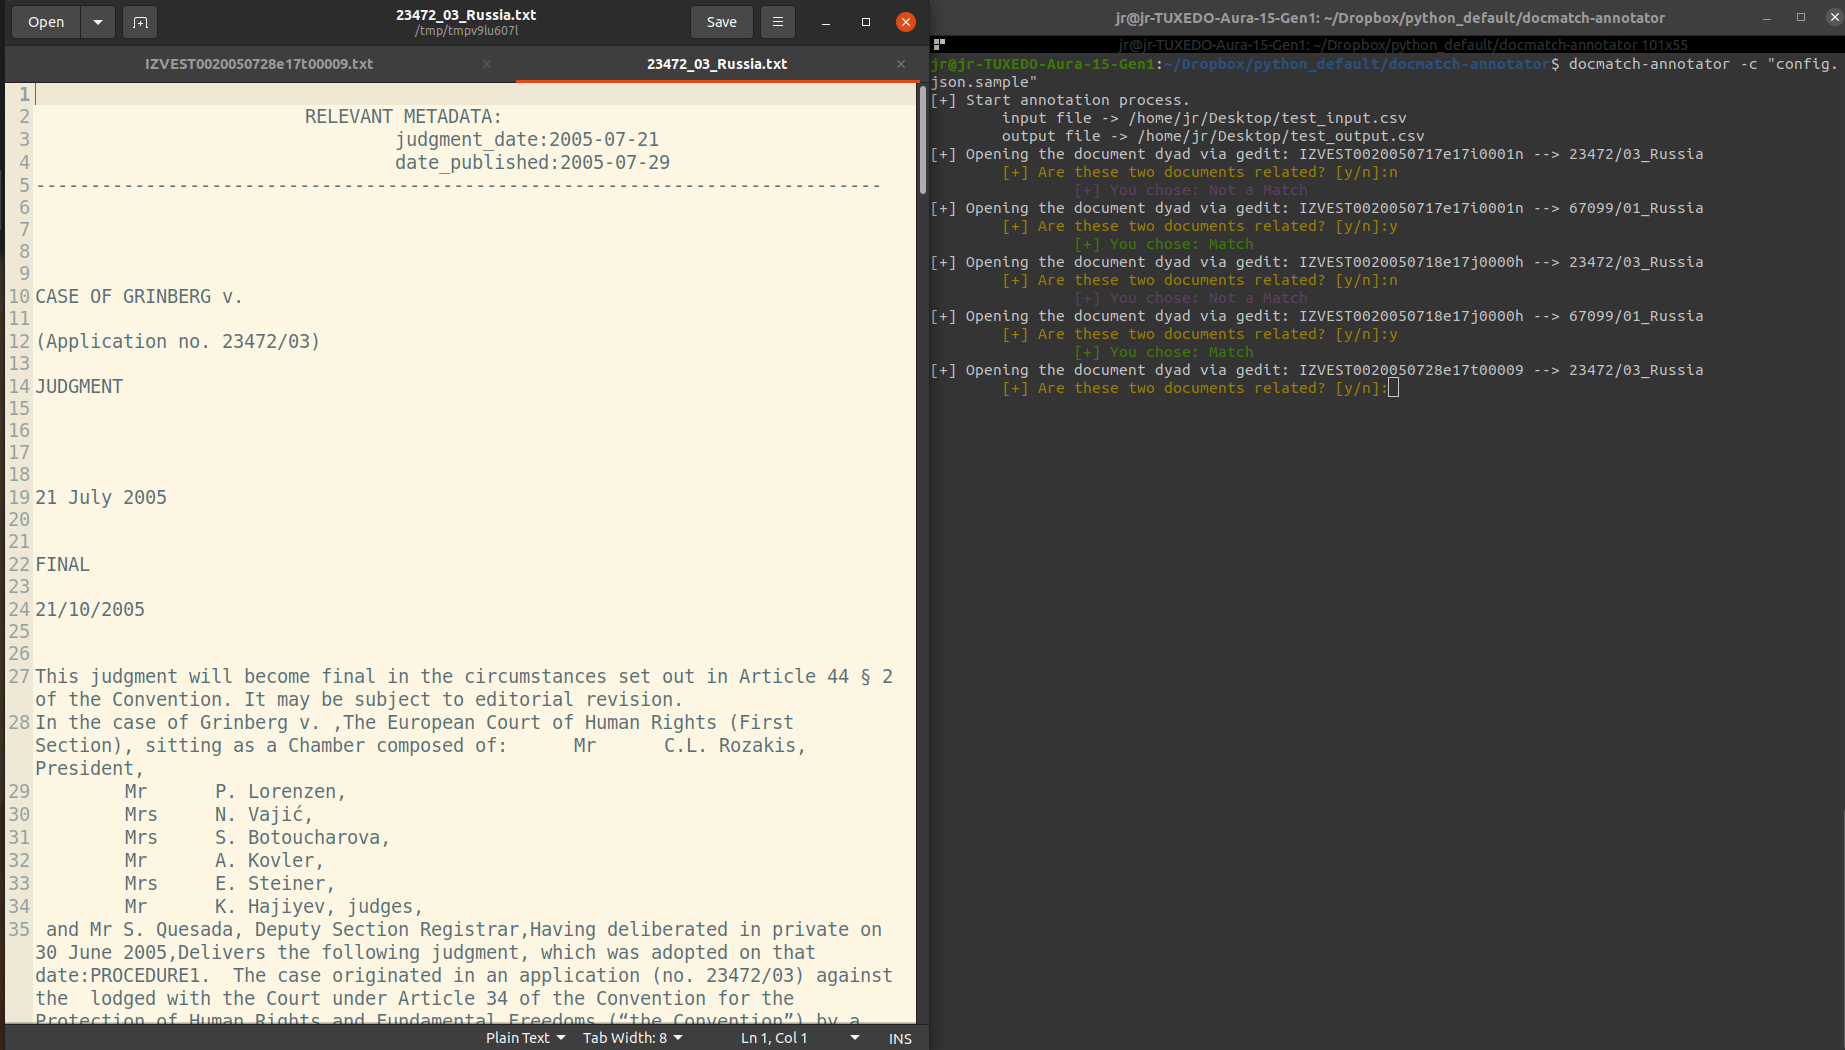 Open
23472_03_Russia.txt
/tmp/tmpv9lu607l
Save
IZVEST0020050728e17t00009.txt
23472_03_Russia.txt
1
2 RELEVANT METADATA:
3 judgment_date:2005-07-21
4 date_published:2005-07-29
5 -----------------------------------------------------------------------------
6
7
8
9
10 CASE OF GRINBERG v.
11
12 (Application no. 23472/03)
13
14 JUDGMENT
15
16
17
18
19 21 July 2005
20
21
22 FINAL
23
24 21/10/2005
25
26
27 This judgment will become final in the circumstances set out in Article 44 § 2
of the Convention. It may be subject to editorial revision.
28 In the case of Grinberg v. ,The European Court of Human Rights (First
Section), sitting as a Chamber composed of: Mr C.L. Rozakis,
President,
29 Mr P. Lorenzen,
30 Mrs N. Vajić,
31 Mrs S. Botoucharova,
32 Mr A. Kovler,
33 Mrs E. Steiner,
34 Mr K. Hajiyev, judges,
35 and Mr S. Quesada, Deputy Section Registrar,Having deliberated in private on
30 June 2005,Delivers the following judgment, which was adopted on that
date:PROCEDURE1. The case originated in an application (no. 23472/03) against
the lodged with the Court under Article 34 of the Convention for the
Protection of Human Rights and Fundamental Freedoms (“the Convention”) by a
Plain Text Tab Width: 8 Ln 1, Col 1 INS
jr@jr-TUXEDO-Aura-15-Gen1: ~/Dropbox/python_default/docmatch-annotator
jr@jr-TUXEDO-Aura-15-Gen1: ~/Dropbox/python_default/docmatch-annotator 101x55
jr@jr-TUXEDO-Aura-15-Gen1:~/Dropbox/python_default/docmatch-annotator$ docmatch-annotator -c "config.
json.sample"
[+] Start annotation process.
input file -> /home/jr/Desktop/test_input.csv
output file -> /home/jr/Desktop/test_output.csv
[+] Opening the document dyad via gedit: IZVEST0020050717e17i0001n --> 23472/03_Russia
[+] Are these two documents related? [y/n]:n
[+] You chose: Not a Match
[+] Opening the document dyad via gedit: IZVEST0020050717e17i0001n --> 67099/01_Russia
[+] Are these two documents related? [y/n]:y
[+] You chose: Match
[+] Opening the document dyad via gedit: IZVEST0020050718e17j0000h --> 23472/03_Russia
[+] Are these two documents related? [y/n]:n
[+] You chose: Not a Match
[+] Opening the document dyad via gedit: IZVEST0020050718e17j0000h --> 67099/01_Russia
[+] Are these two documents related? [y/n]:y
[+] You chose: Match
[+] Opening the document dyad via gedit: IZVEST0020050728e17t00009 --> 23472/03_Russia
[+] Are these two documents related? [y/n]: